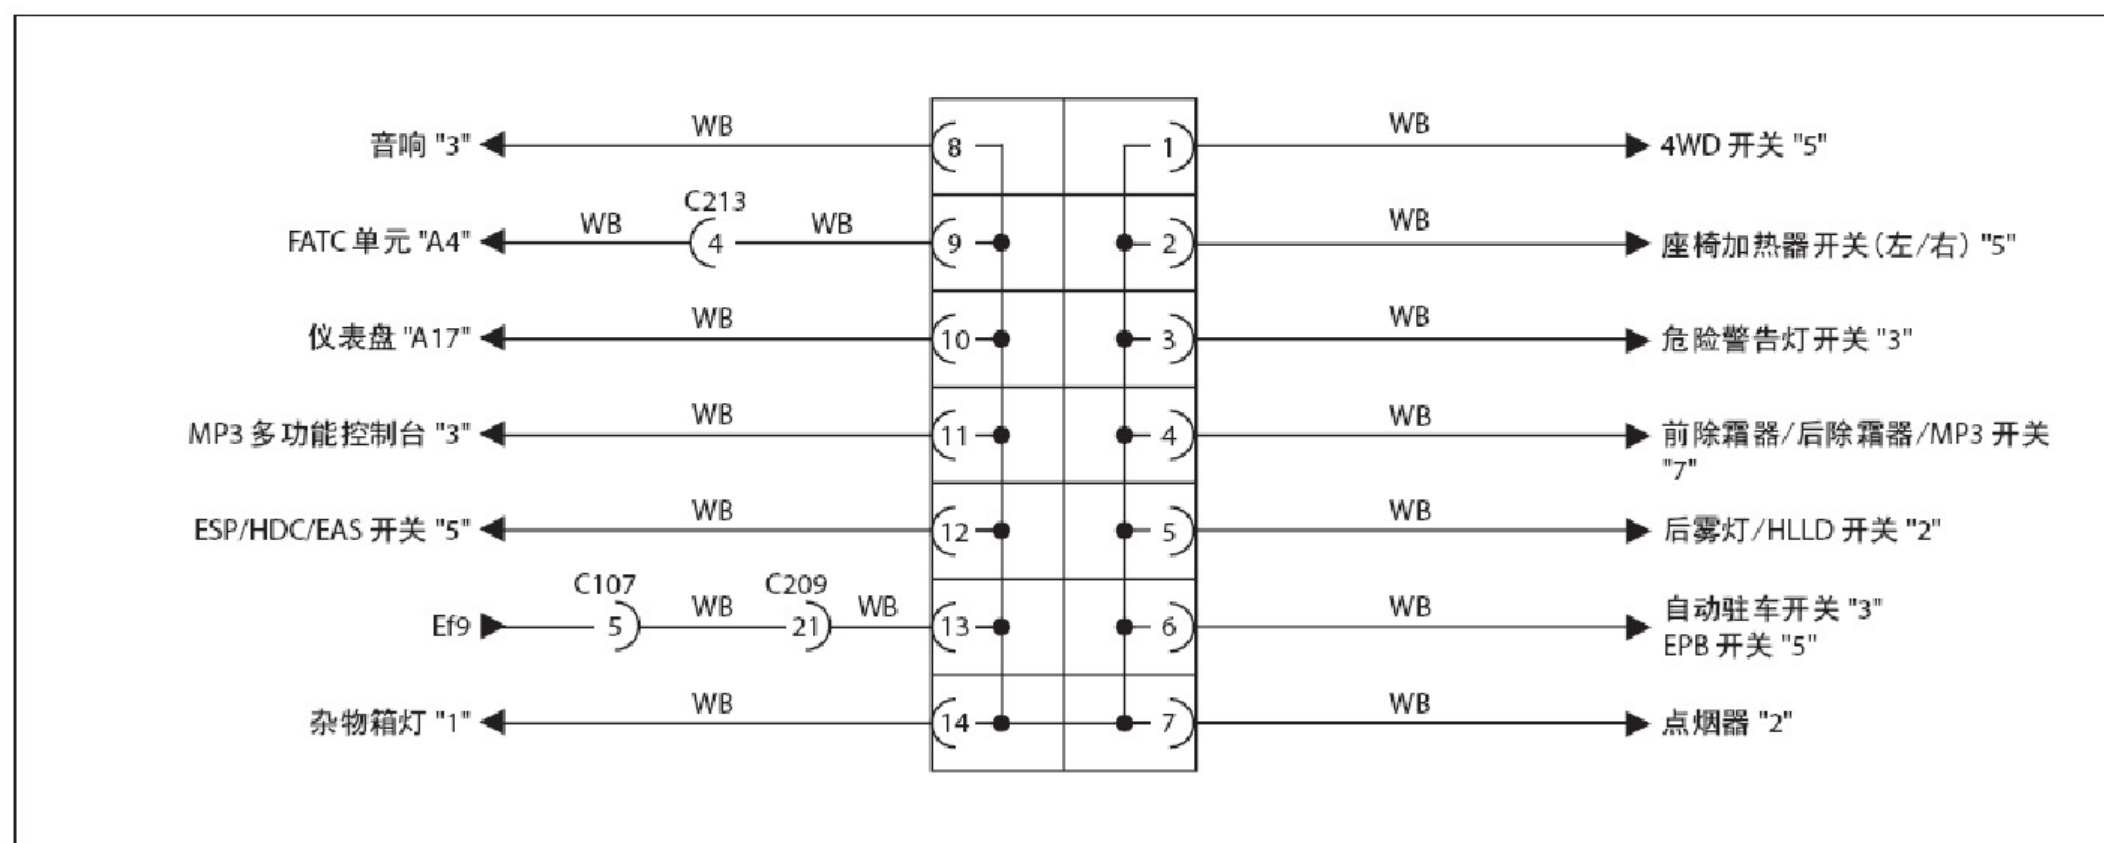 音响 "3"
WB
8
1
WB
4WD 开关 "5"
FATC 单元 "A4"
WB
C213
4
WB
9
2
WB
座椅加热器开关(左/右) "5"
仪表盘 "A17"
WB
10
3
WB
危险警告灯开关 "3"
MP3 多功能控制台 "3"
WB
11
4
WB
前除霜器/后除霜器/MP3 开关
"7"
ESP/HDC/EAS 开关 "5"
WB
12
5
WB
后雾灯/HLLD 开关 "2"
Ef9
C107
5
WB
C209
21
WB
13
6
WB
自动驻车开关 "3"
EPB 开关 "5"
杂物箱灯 "1"
WB
14
7
WB
点烟器 "2"